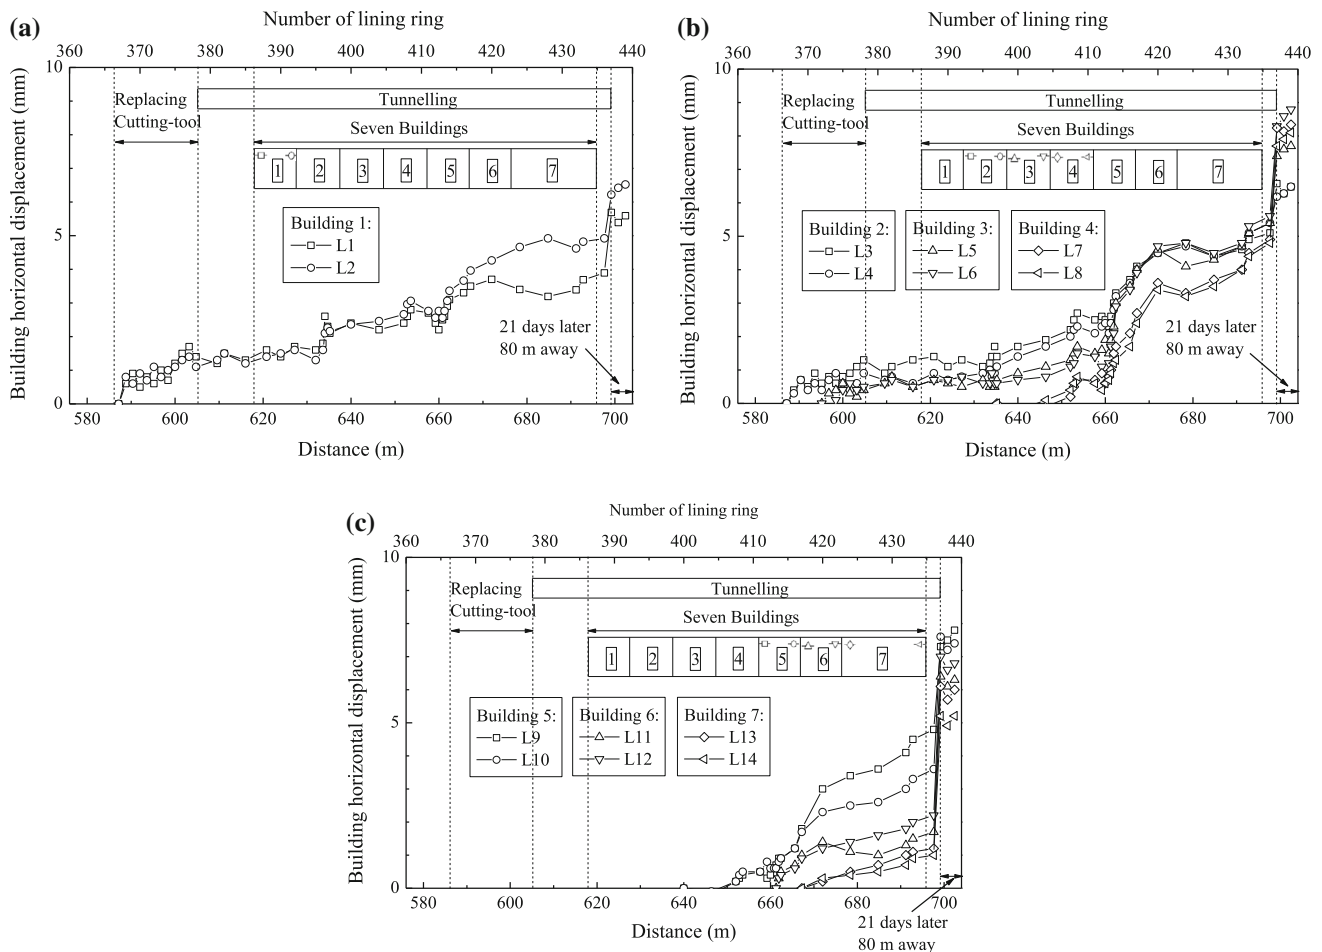 (a)
Number of lining ring
360 370 380 390 400 410 420 430 440
Building horizontal displacement (mm)
10
5
0
Replacing
Cutting-tool
Tunnelling
Seven Buildings
1 2 3 4 5 6 7
Building 1:
L1
L2
21 days later
80 m away
580 600 620 640 660 680 700
Distance (m)
(b)
Number of lining ring
360 370 380 390 400 410 420 430 440
Building horizontal displacement (mm)
10
5
0
Replacing
Cutting-tool
Tunnelling
Seven Buildings
1 2 3 4 5 6 7
Building 2: Building 3: Building 4:
L3 L5 L7
L4 L6 L8
21 days later
80 m away
580 600 620 640 660 680 700
Distance (m)
(c)
Number of lining ring
360 370 380 390 400 410 420 430 440
Building horizontal displacement (mm)
10
5
0
Replacing
Cutting-tool
Tunnelling
Seven Buildings
1 2 3 4 5 6 7
Building 5: Building 6: Building 7:
L9 L11 L13
L10 L12 L14
580 600 620 640 660 680 700
Distance (m)
21 days later
80 m away